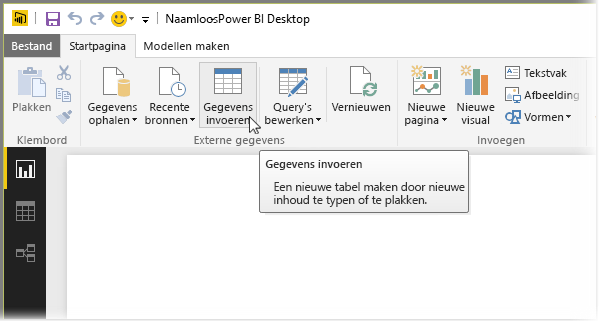 NaamloosPower BI Desktop
Bestand Startpagina Modellen maken
Plakken
Gegevens ophalen
Recente bronnen
Gegevens invoeren
Query's bewerken
Vernieuwen
Nieuwe pagina
Nieuwe visual
Tekstvak
Afbeelding
Vormen
Klembord Externe gegevens Invoegen
Gegevens invoeren
Een nieuwe tabel maken door nieuwe
inhoud te typen of te plakken.